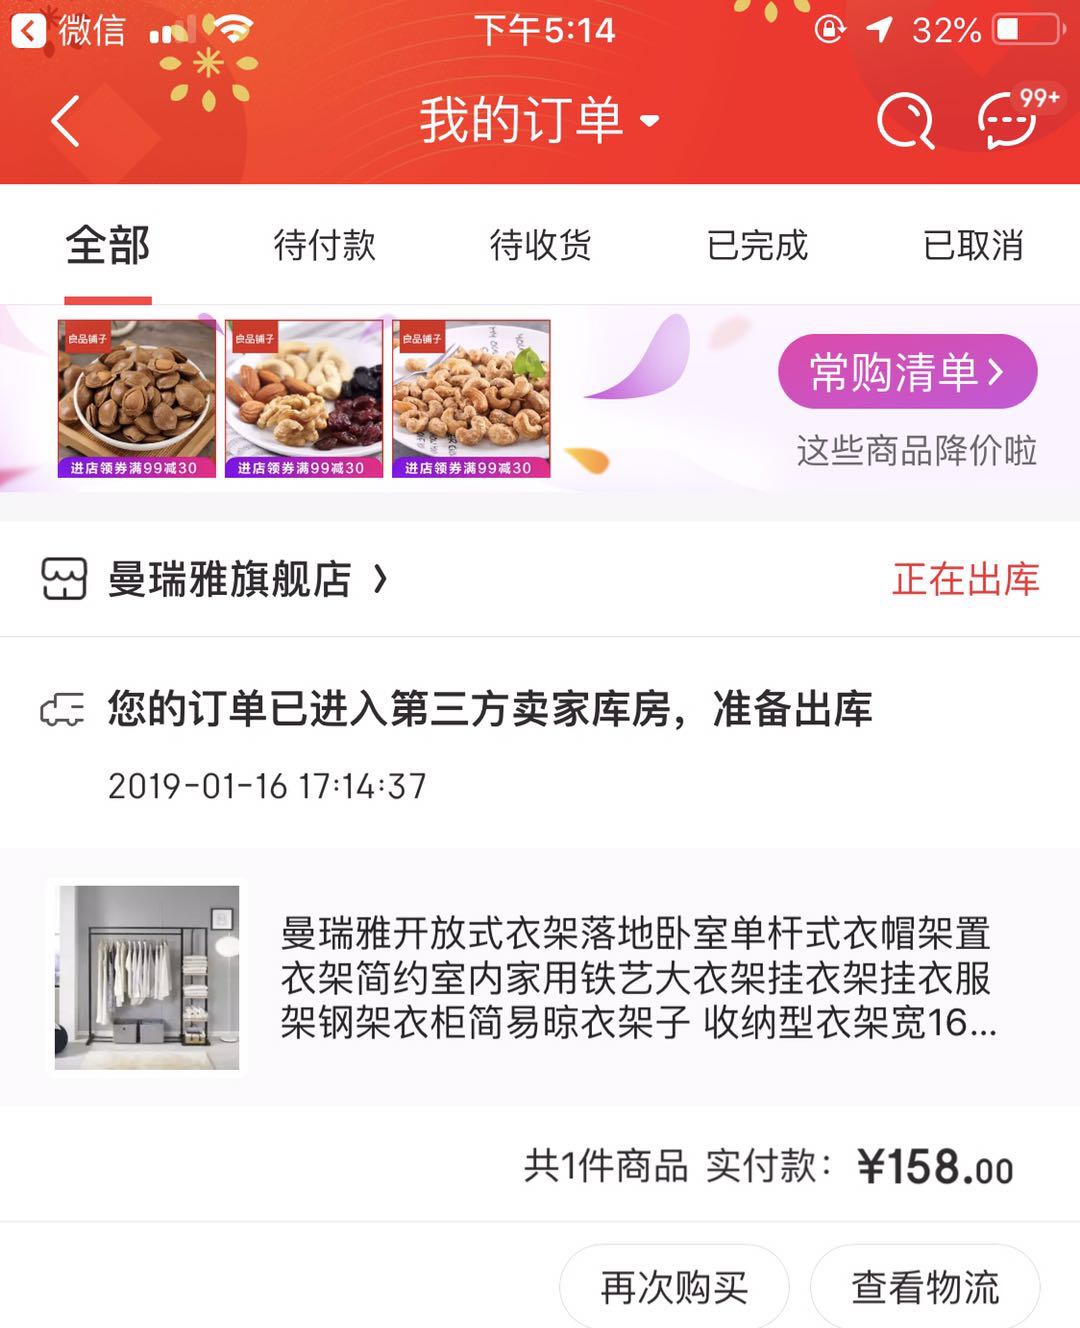 微信
下午5:14
32%
我的订单
99+
全部
待付款
待收货
已完成
已取消
良品铺子
良品铺子
良品铺子
进店领券满99减30
进店领券满99减30
进店领券满99减30
常购清单
这些商品降价啦
曼瑞雅旗舰店
正在出库
您的订单已进入第三方卖家库房，准备出库
2019-01-16 17:14:37
曼瑞雅开放式衣架落地卧室单杆式衣帽架置
衣架简约室内家用铁艺大衣架挂衣架挂衣服
架钢架衣柜简易晾衣架子 收纳型衣架宽16...
共1件商品 实付款：¥158.00
再次购买
查看物流